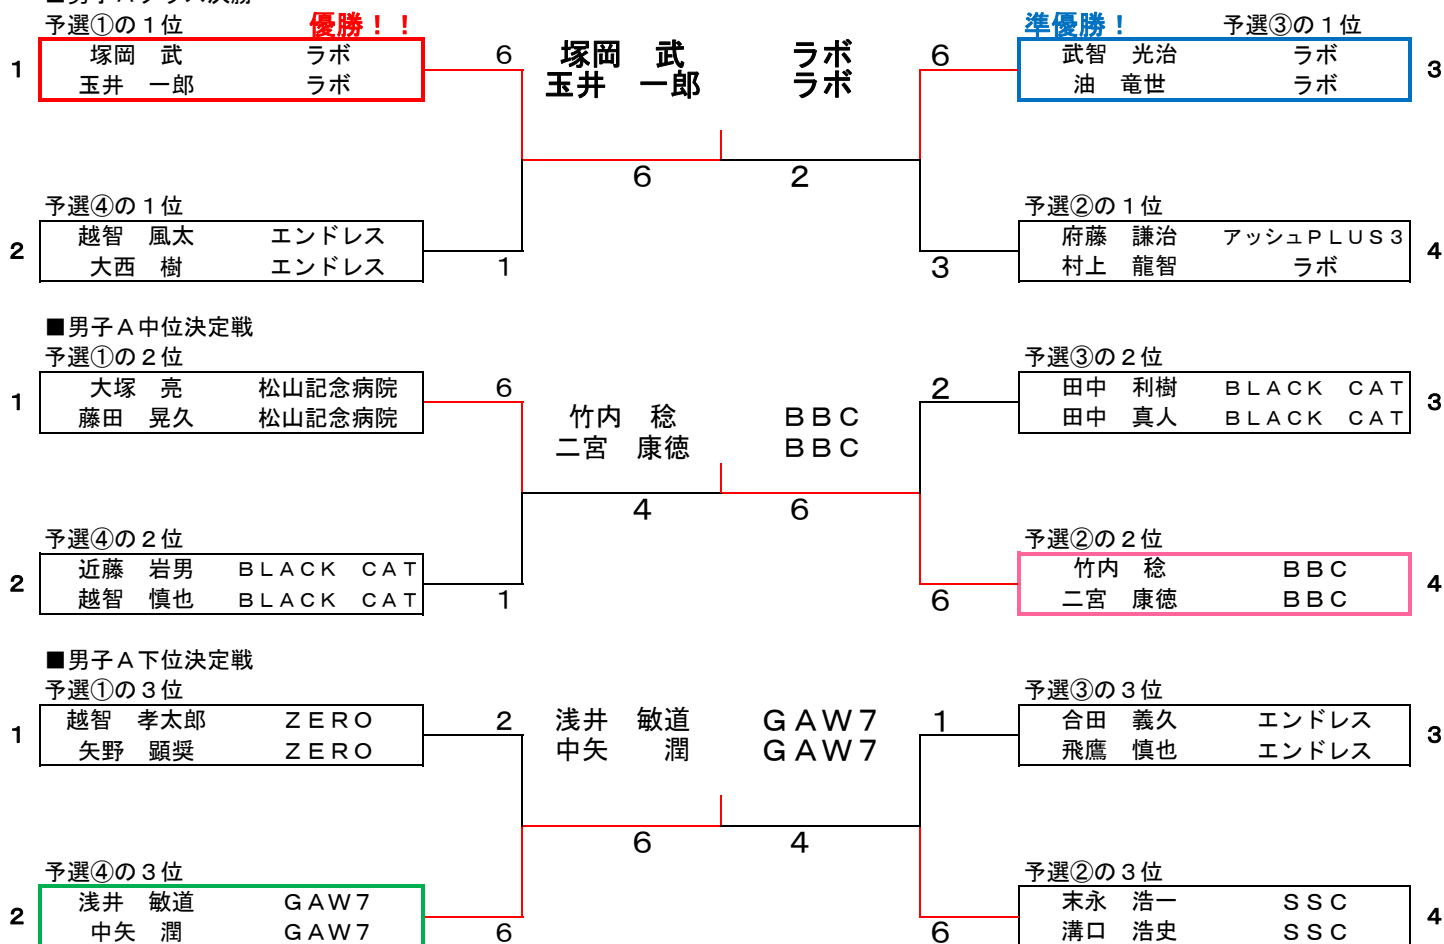 予選①の１位 優勝！！ 準優勝！ 予選③の１位
1 塚岡 武 ラボ 6 塚岡 武 ラボ 6 武智 光治 ラボ 3
玉井 一郎 ラボ 玉井 一郎 ラボ 油 竜世 ラボ
6 2
予選④の１位 予選②の１位
2 越智 風太 エンドレス 府藤 謙治 アッシュＰＬＵＳ３ 4
大西 樹 エンドレス 1 3 村上 龍智 ラボ
■男子Ａ中位決定戦
予選①の２位 予選③の２位
1 大塚 亮 松山記念病院 6 2 田中 利樹 ＢＬＡＣＫ ＣＡＴ 3
藤田 晃久 松山記念病院 田中 真人 ＢＬＡＣＫ ＣＡＴ
竹内 稔 ＢＢＣ
二宮 康徳 ＢＢＣ
4 6
予選④の２位 予選②の２位
2 近藤 岩男 ＢＬＡＣＫ ＣＡＴ 竹内 稔 ＢＢＣ 4
越智 慎也 ＢＬＡＣＫ ＣＡＴ 1 6 二宮 康徳 ＢＢＣ
■男子Ａ下位決定戦
予選①の３位 予選③の３位
1 越智 孝太郎 ＺＥＲＯ 2 浅井 敏道 ＧＡＷ７ 1 合田 義久 エンドレス 3
矢野 顕奨 ＺＥＲＯ 中矢 潤 ＧＡＷ７ 飛鷹 慎也 エンドレス
6 4
予選④の３位 予選②の３位
2 浅井 敏道 ＧＡＷ７ 末永 浩一 ＳＳＣ 4
中矢 潤 ＧＡＷ７ 6 6 溝口 浩史 ＳＳＣ